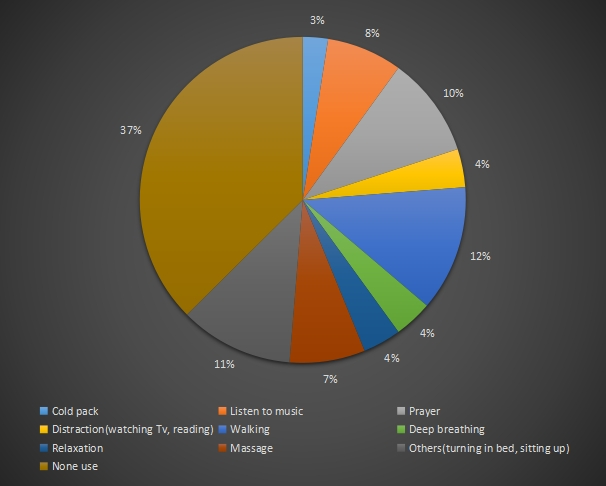 3%
8%
10%
4%
12%
4%
4%
7%
11%
37%
Cold pack
Listen to music
Prayer
Distraction(watching Tv, reading)
Walking
Deep breathing
Relaxation
Massage
Others(turning in bed, sitting up)
None use